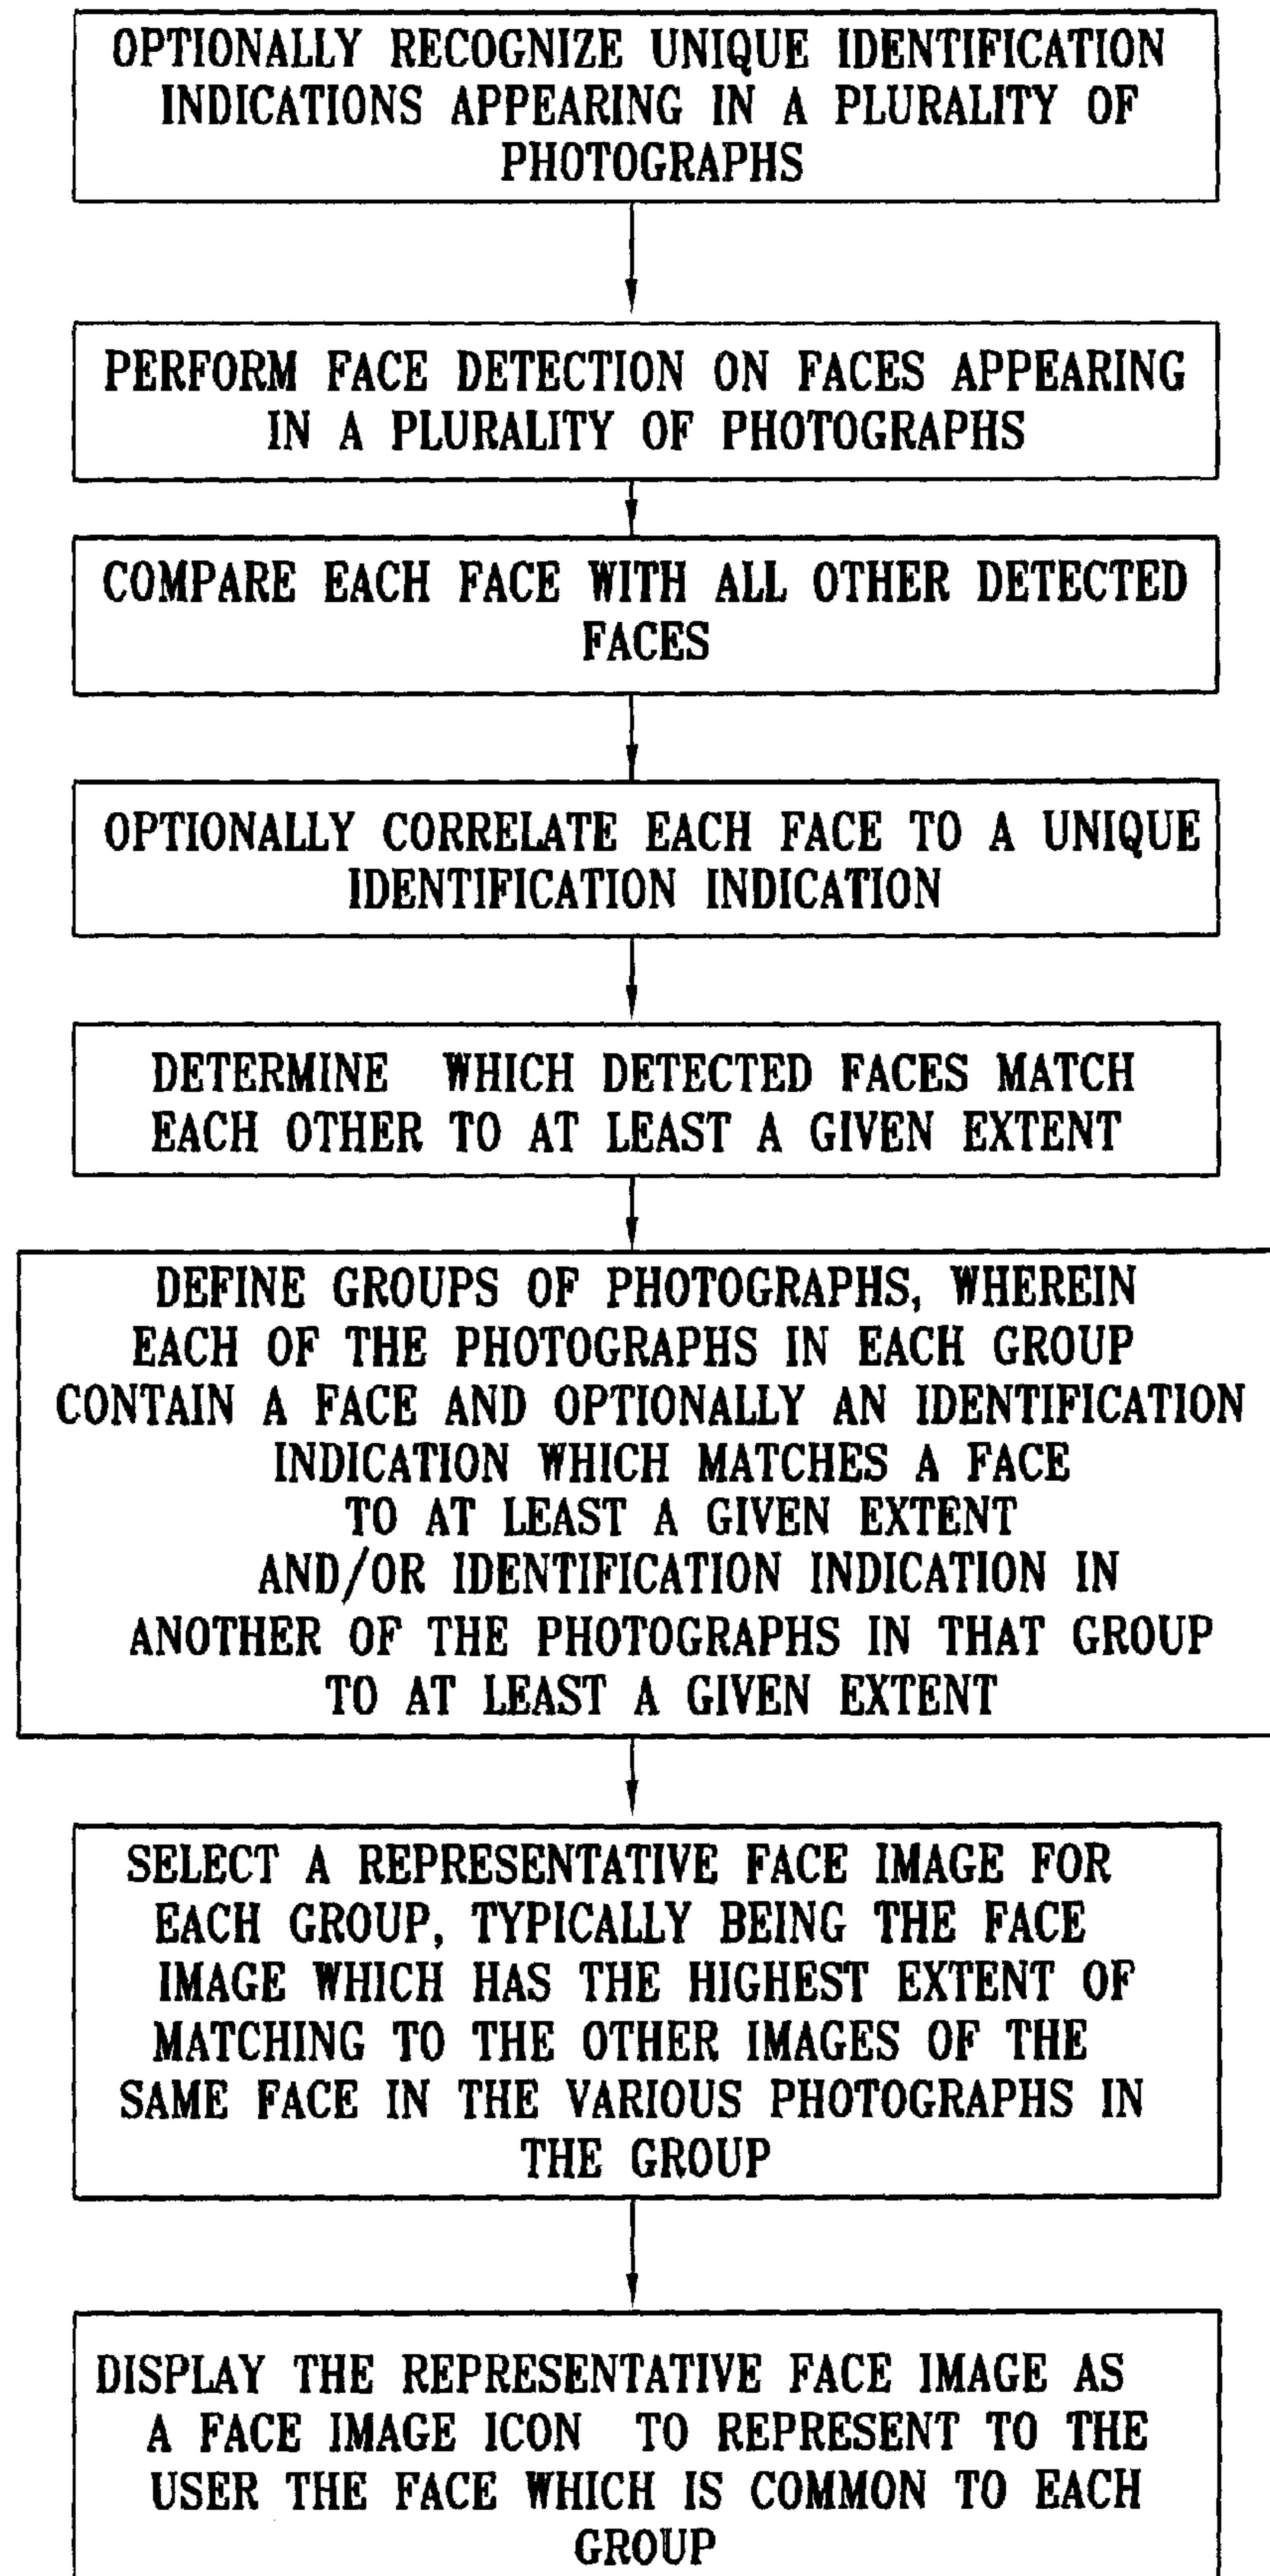 OPTIONALLY RECOGNIZE UNIQUE IDENTIFICATION
INDICATIONS APPEARING IN A PLURALITY OF
PHOTOGRAPHS
PERFORM FACE DETECTION ON FACES APPEARING
IN A PLURALITY OF PHOTOGRAPHS
COMPARE EACH FACE WITH ALL OTHER DETECTED
FACES
OPTIONALLY CORRELATE EACH FACE TO A UNIQUE
IDENTIFICATION INDICATION
DETERMINE WHICH DETECTED FACES MATCH
EACH OTHER TO AT LEAST A GIVEN EXTENT
DEFINE GROUPS OF PHOTOGRAPHS, WHEREIN
EACH OF THE PHOTOGRAPHS IN EACH GROUP
CONTAIN A FACE AND OPTIONALLY AN IDENTIFICATION
INDICATION WHICH MATCHES A FACE
TO AT LEAST A GIVEN EXTENT
AND/OR IDENTIFICATION INDICATION IN
ANOTHER OF THE PHOTOGRAPHS IN THAT GROUP
TO AT LEAST A GIVEN EXTENT
SELECT A REPRESENTATIVE FACE IMAGE FOR
EACH GROUP, TYPICALLY BEING THE FACE
IMAGE WHICH HAS THE HIGHEST EXTENT OF
MATCHING TO THE OTHER IMAGES OF THE
SAME FACE IN THE VARIOUS PHOTOGRAPHS IN
THE GROUP
DISPLAY THE REPRESENTATIVE FACE IMAGE AS
A FACE IMAGE ICON TO REPRESENT TO THE
USER THE FACE WHICH IS COMMON TO EACH
GROUP